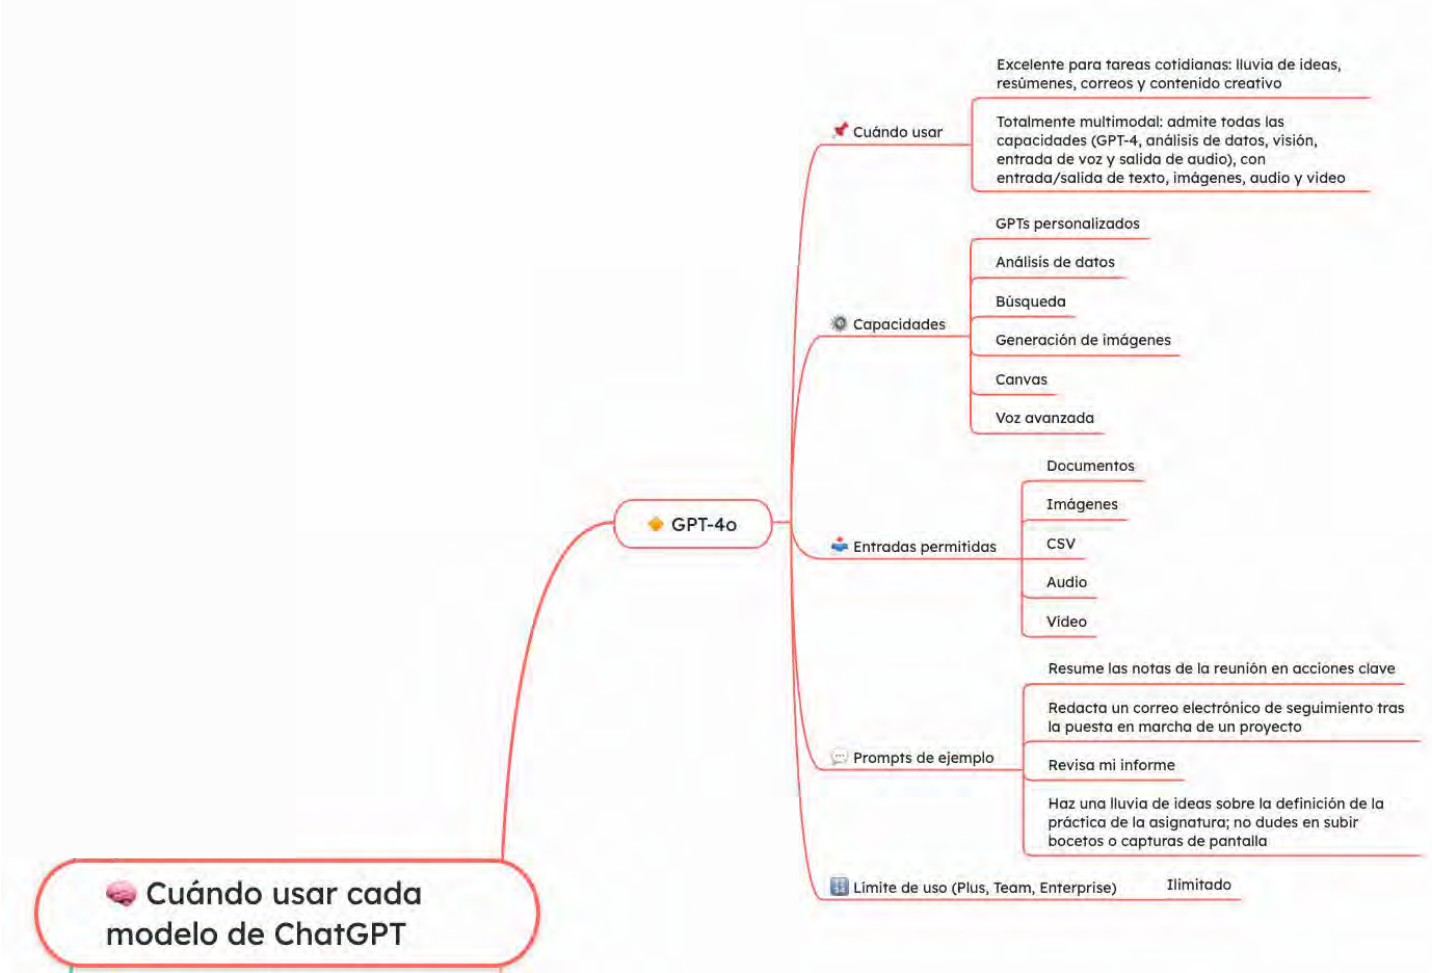 Excelente para tareas cotidianas: lluvia de ideas,
resúmenes, correos y contenido creativo
Cuándo usar
Totalmente multimodal: admite todas las
capacidades (GPT-4, análisis de datos, visión,
entrada de voz y salida de audio), con
entrada/salida de texto, imágenes, audio y video
GPTs personalizados
Análisis de datos
Búsqueda
Capacidades
Generación de imágenes
Canvas
Voz avanzada
Documentos
Imágenes
GPT-4o
Entradas permitidas
CSV
Audio
Vídeo
Resume las notas de la reunión en acciones clave
Redacta un correo electrónico de seguimiento tras
la puesta en marcha de un proyecto
Prompts de ejemplo
Revisa mi informe
Haz una lluvia de ideas sobre la definición de la
práctica de la asignatura; no dudes en subir
bocetos o capturas de pantalla
Límite de uso (Plus, Team, Enterprise)
Ilimitado
Cuándo usar cada
modelo de ChatGPT